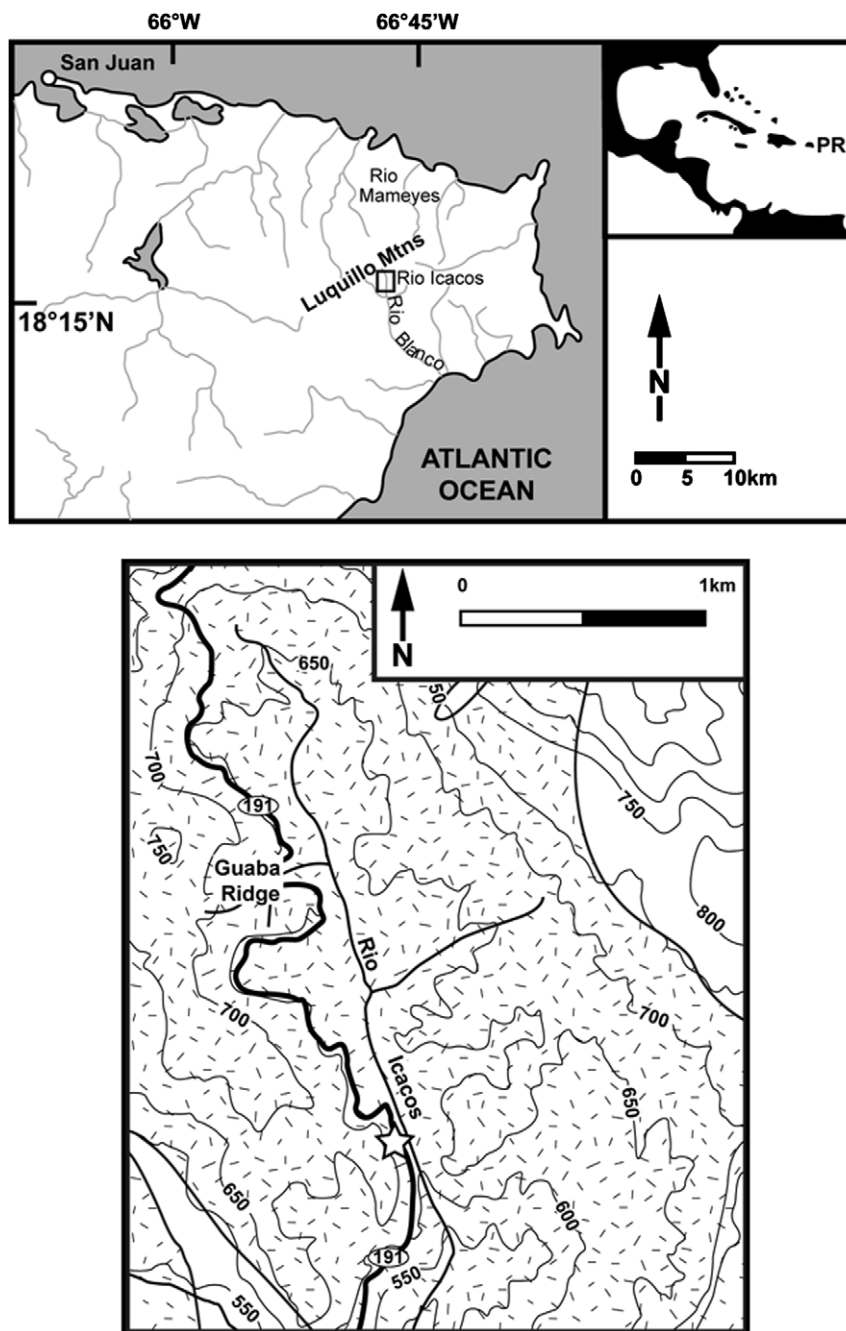 66°W
66°45'W
San Juan
Rio
Mameyes
PR
Luquillo Mtns
Rio Icacos
18°15'N
Rio Blanco
N
ATLANTIC
OCEAN
0 5 10km
0 1km
N
650
50
700
750
191
750
Guaba
Ridge
800
Rio
700
700
Icacos
650
650
600
191
550
550